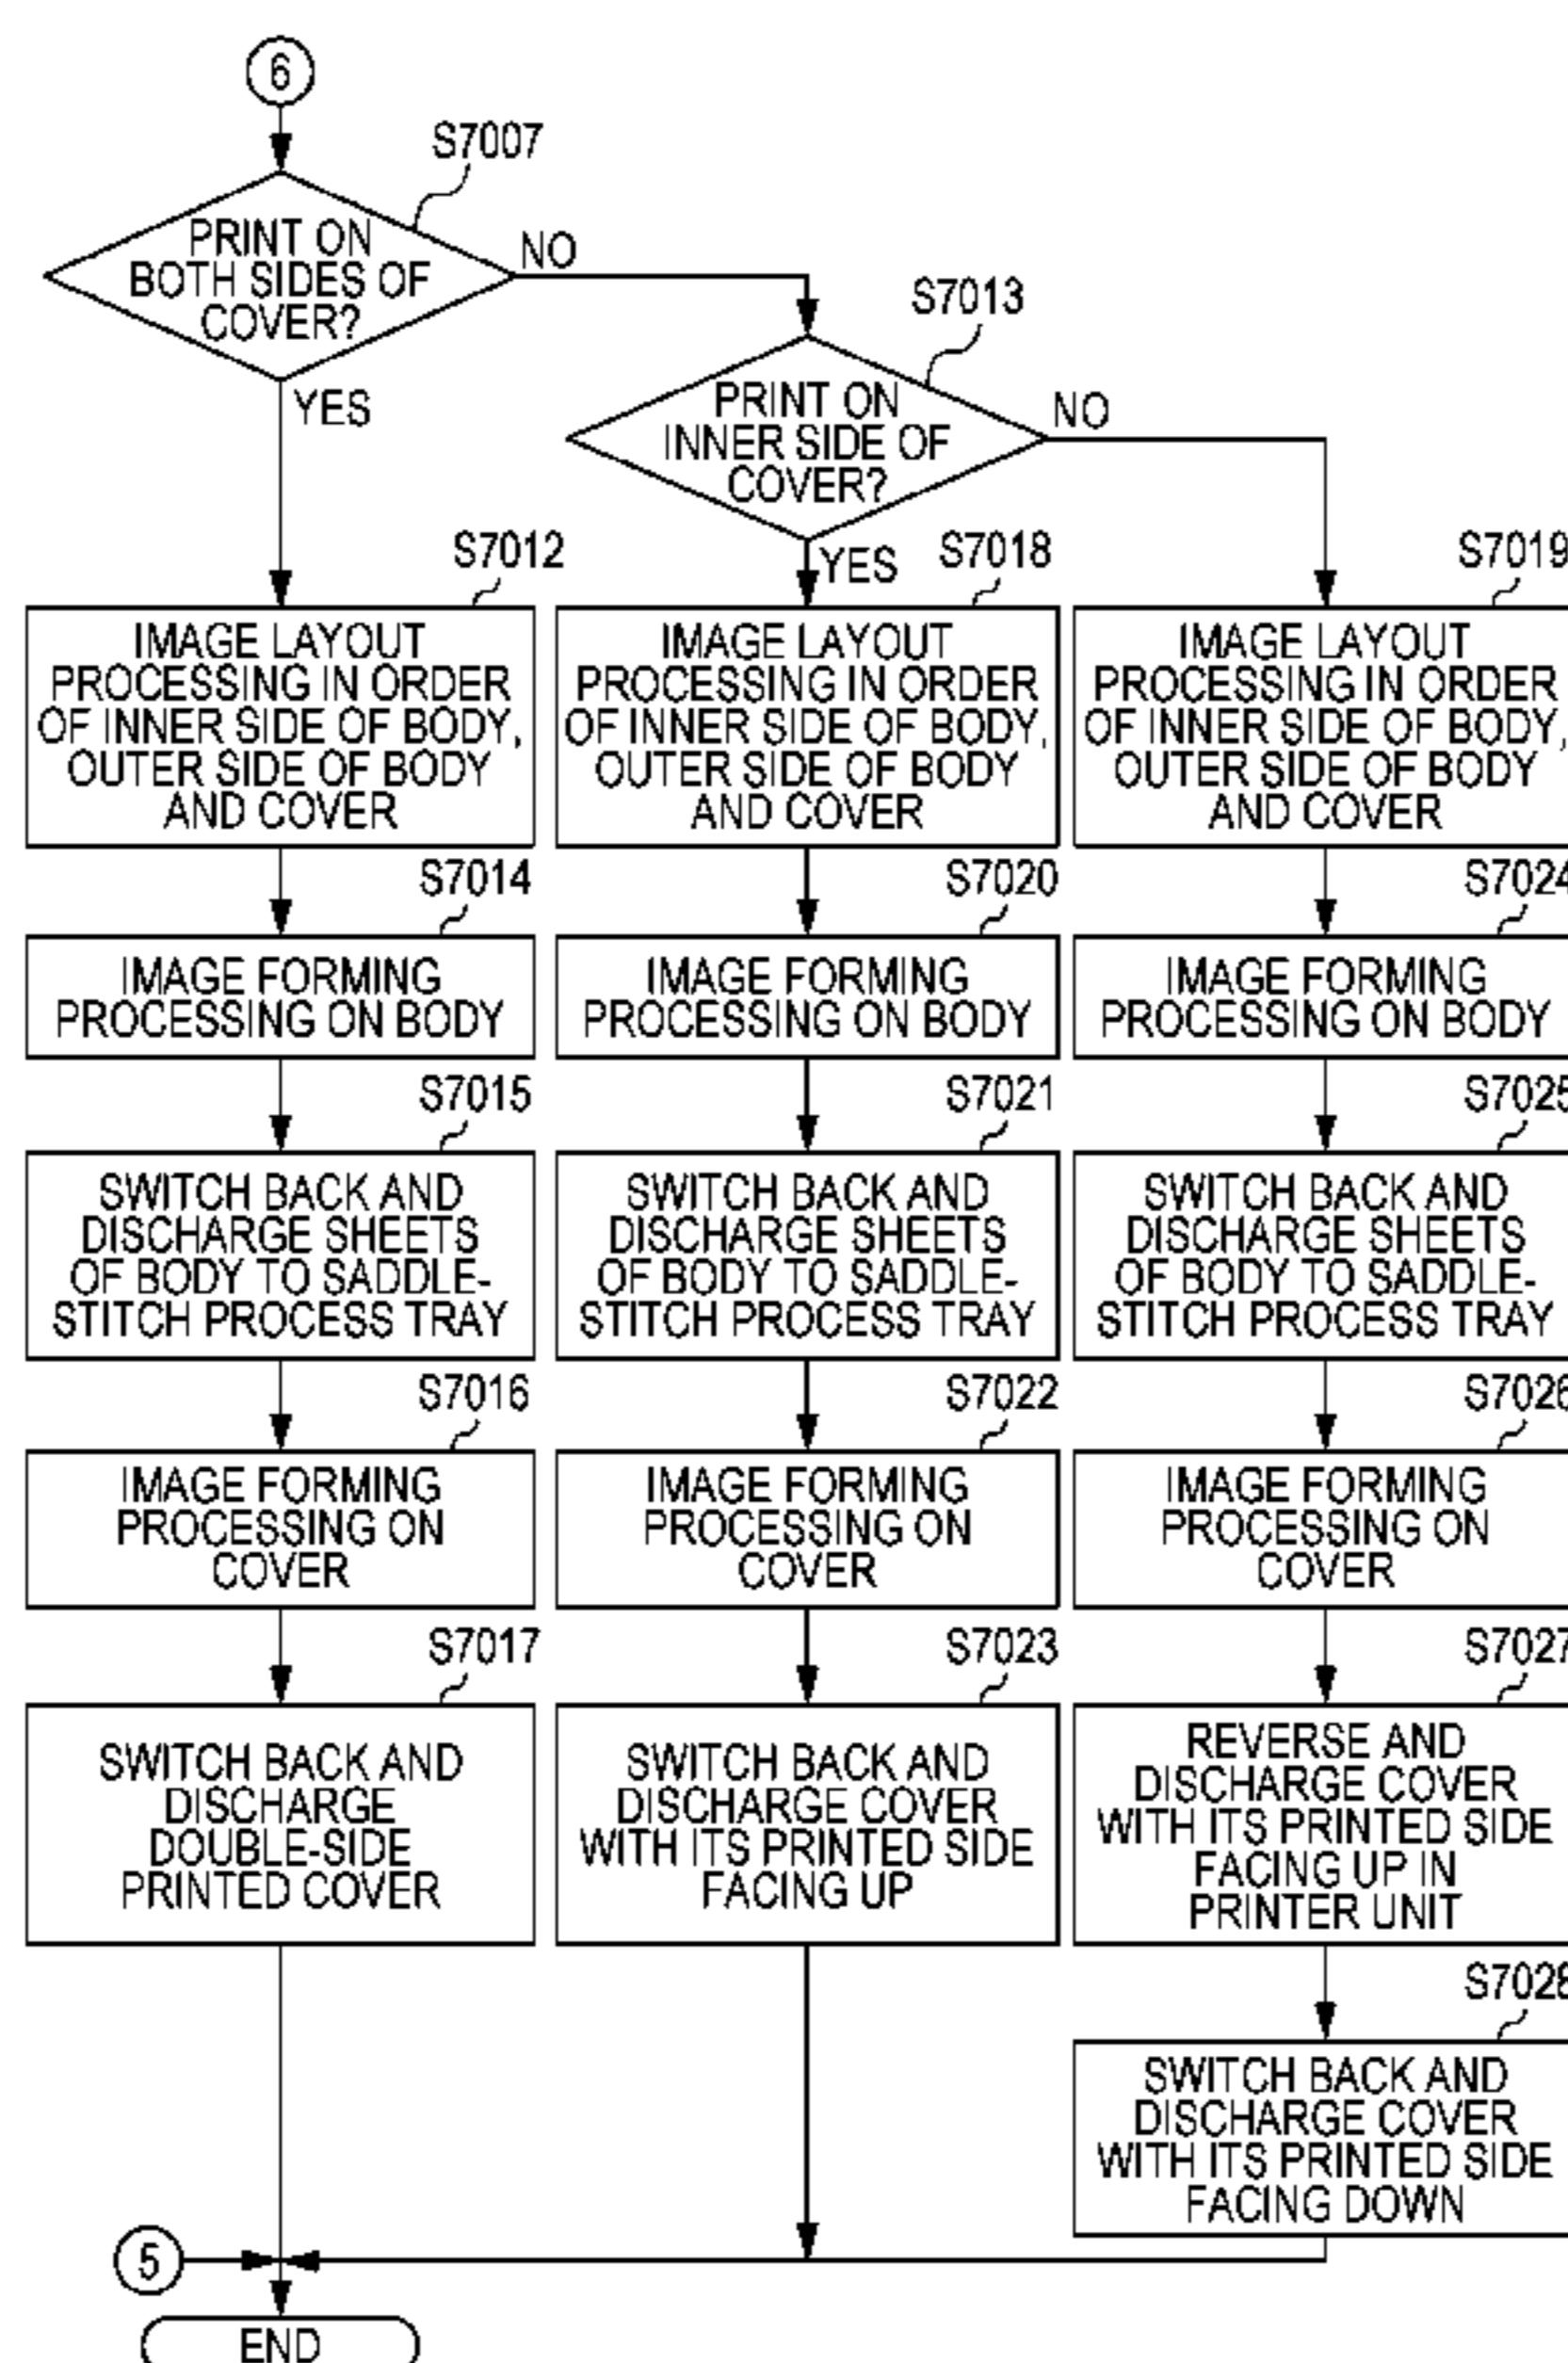 6
S7007
PRINT ON
BOTH SIDES OF
COVER?
NO
YES
S7013
PRINT ON
INNER SIDE OF
COVER?
NO
YES
S7012
IMAGE LAYOUT
PROCESSING IN ORDER
OF INNER SIDE OF BODY,
OUTER SIDE OF BODY
AND COVER
S7018
IMAGE LAYOUT
PROCESSING IN ORDER
OF INNER SIDE OF BODY,
OUTER SIDE OF BODY
AND COVER
S7019
IMAGE LAYOUT
PROCESSING IN ORDER
OF INNER SIDE OF BODY,
OUTER SIDE OF BODY
AND COVER
S7014
IMAGE FORMING
PROCESSING ON BODY
S7020
IMAGE FORMING
PROCESSING ON BODY
S7024
IMAGE FORMING
PROCESSING ON BODY
S7015
SWITCH BACK AND
DISCHARGE SHEETS
OF BODY TO SADDLE-
STITCH PROCESS TRAY
S7021
SWITCH BACK AND
DISCHARGE SHEETS
OF BODY TO SADDLE-
STITCH PROCESS TRAY
S7025
SWITCH BACK AND
DISCHARGE SHEETS
OF BODY TO SADDLE-
STITCH PROCESS TRAY
S7016
IMAGE FORMING
PROCESSING ON
COVER
S7022
IMAGE FORMING
PROCESSING ON
COVER
S7026
IMAGE FORMING
PROCESSING ON
COVER
S7017
SWITCH BACK AND
DISCHARGE
DOUBLE-SIDE
PRINTED COVER
S7023
SWITCH BACK AND
DISCHARGE COVER
WITH ITS PRINTED SIDE
FACING UP
S7027
REVERSE AND
DISCHARGE COVER
WITH ITS PRINTED SIDE
FACING UP IN
PRINTER UNIT
S7028
SWITCH BACK AND
DISCHARGE COVER
WITH ITS PRINTED SIDE
FACING DOWN
5
END